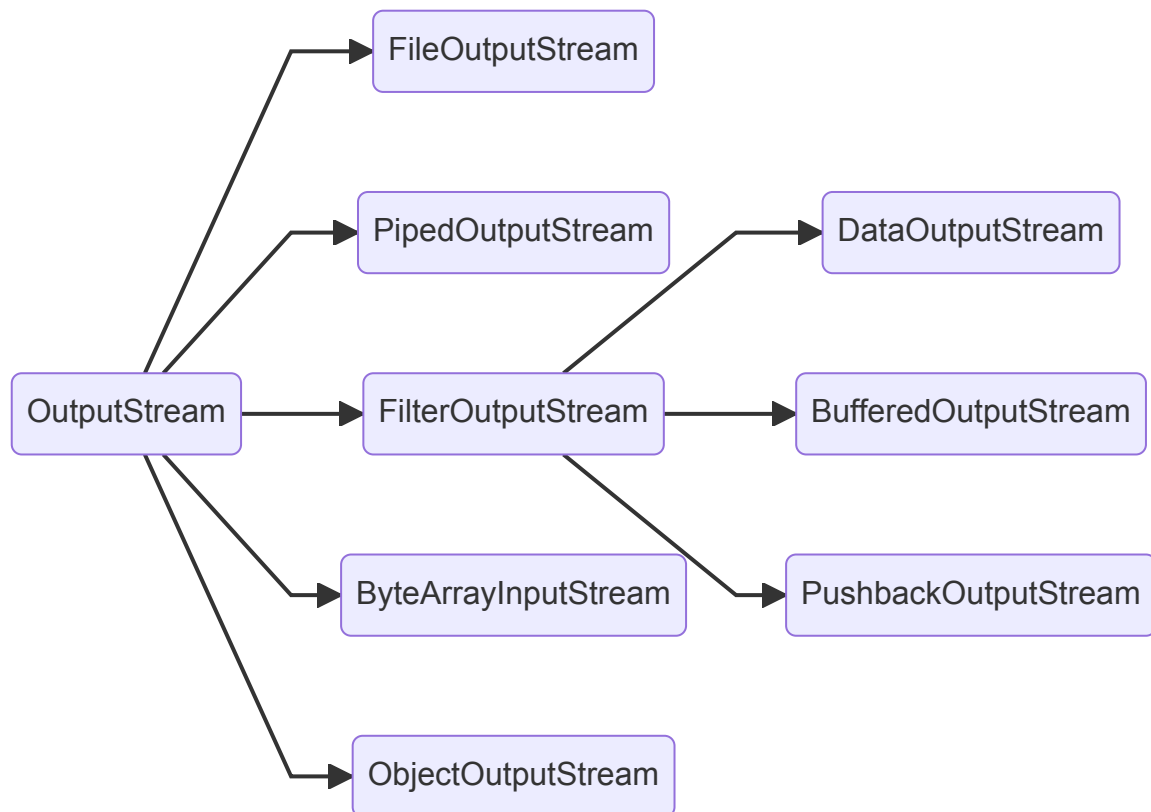 FileOutputStream
PipedOutputStream
DataOutputStream
OutputStream
FilterOutputStream
BufferedOutputStream
ByteArrayInputStream
PushbackOutputStream
ObjectOutputStream